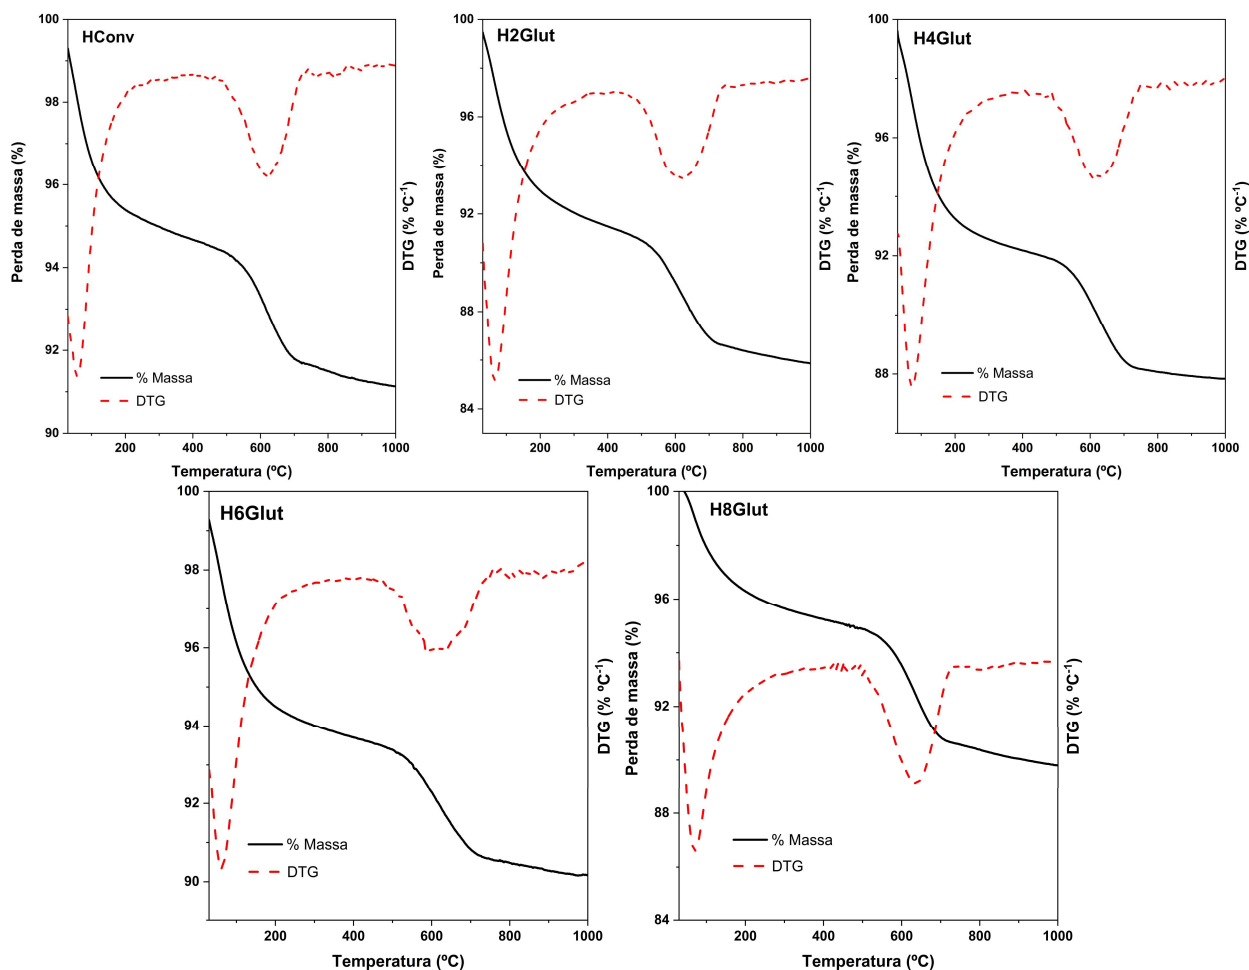 HConv
100
98
96
94
92
90
Perda de massa (%)
DTG (% ºC⁻¹)
% Massa
DTG
200 400 600 800 1000
Temperatura (ºC)
H2Glut
100
96
92
88
84
Perda de massa (%)
DTG (% ºC⁻¹)
% Massa
DTG
200 400 600 800 1000
Temperatura (ºC)
H4Glut
100
96
92
88
Perda de massa (%)
DTG (% ºC⁻¹)
% Massa
DTG
200 400 600 800 1000
Temperatura (ºC)
H6Glut
100
98
96
94
92
90
Perda de massa (%)
DTG (% ºC⁻¹)
% Massa
DTG
200 400 600 800 1000
Temperatura (ºC)
H8Glut
100
96
92
88
84
Perda de massa (%)
DTG (% ºC⁻¹)
% Massa
DTG
200 400 600 800 1000
Temperatura (ºC)